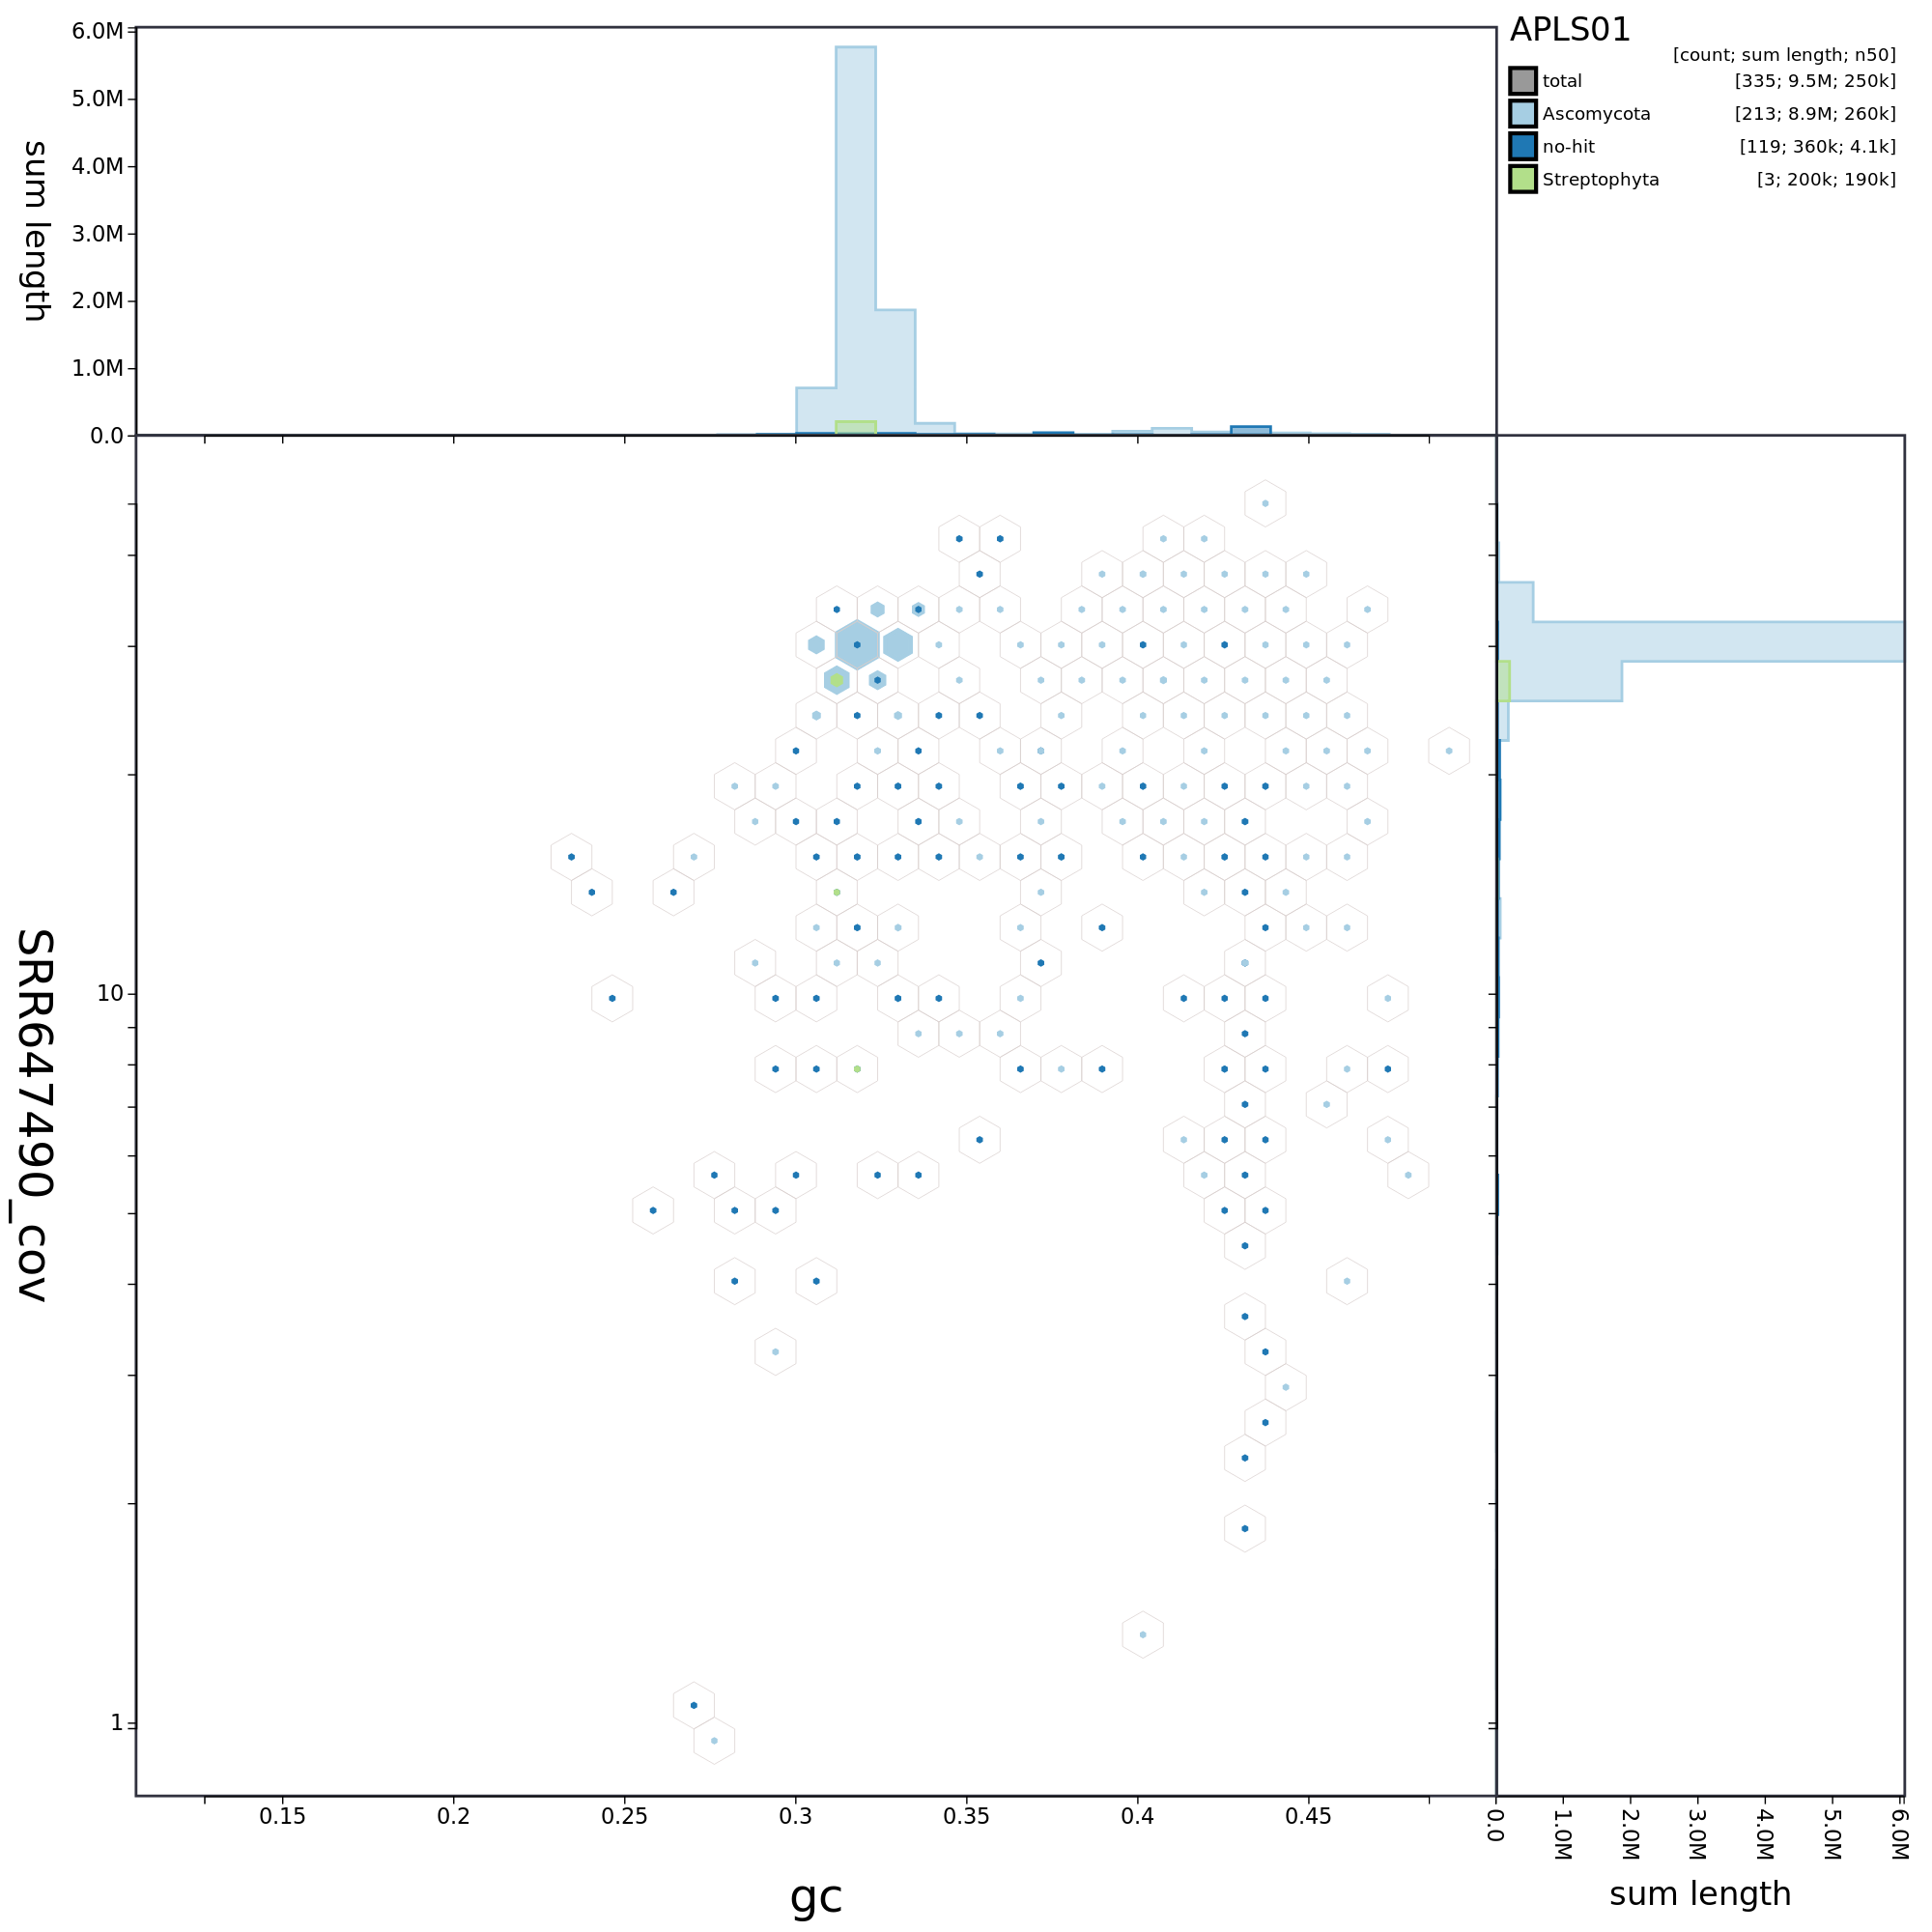 APLS01
[count; sum length; n50]
total [335; 9.5M; 250k]
Ascomycota [213; 8.9M; 260k]
no-hit [119; 360k; 4.1k]
Streptophyta [3; 200k; 190k]
sum length
6.0M
5.0M
4.0M
3.0M
2.0M
1.0M
0.0
SRR647490_cov
10
1
0.15 0.2 0.25 0.3 0.35 0.4 0.45
gc
0.0 1.0M 2.0M 3.0M 4.0M 5.0M 6.0M
sum length